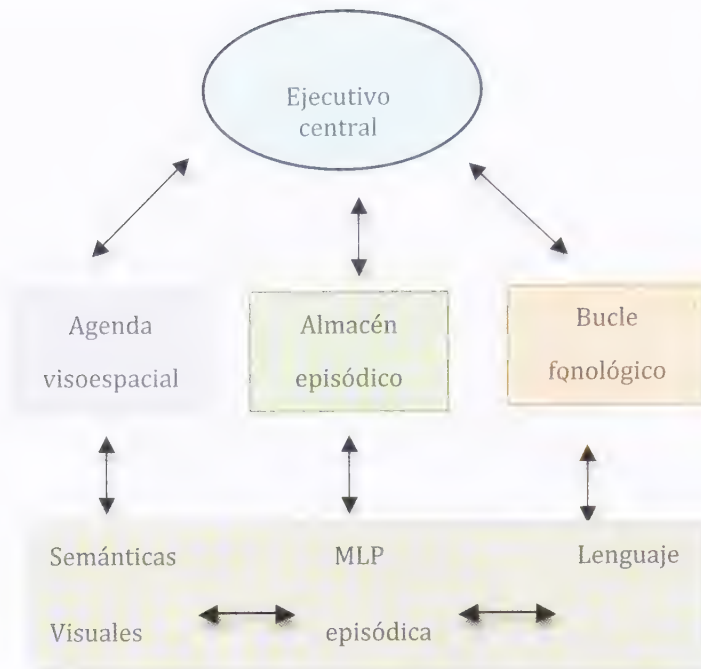 Ejecutivo
central
Agenda
visoespacial
Almacén
episódico
Bucle
fonológico
Semánticas
MLP
Lenguaje
Visuales
episódica